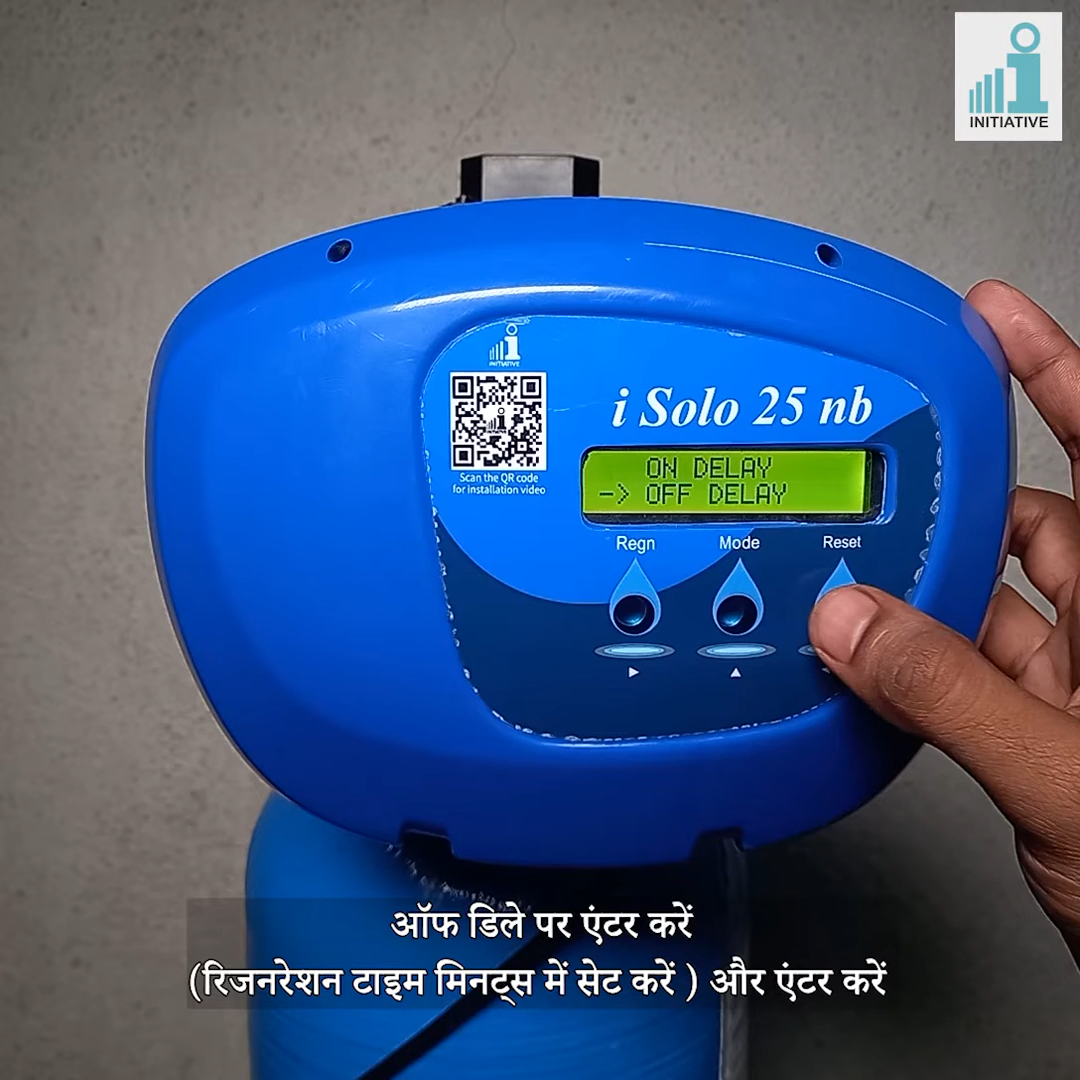 INITIATIVE
INITIATIVE
i Solo 25 nb
Scan the QR code
for installation video
ON DELAY
-> OFF DELAY
Regn Mode Reset
ऑफ डिले पर एंटर करें
(रिजनरेशन टाइम मिनट्स में सेट करें ) और एंटर करें